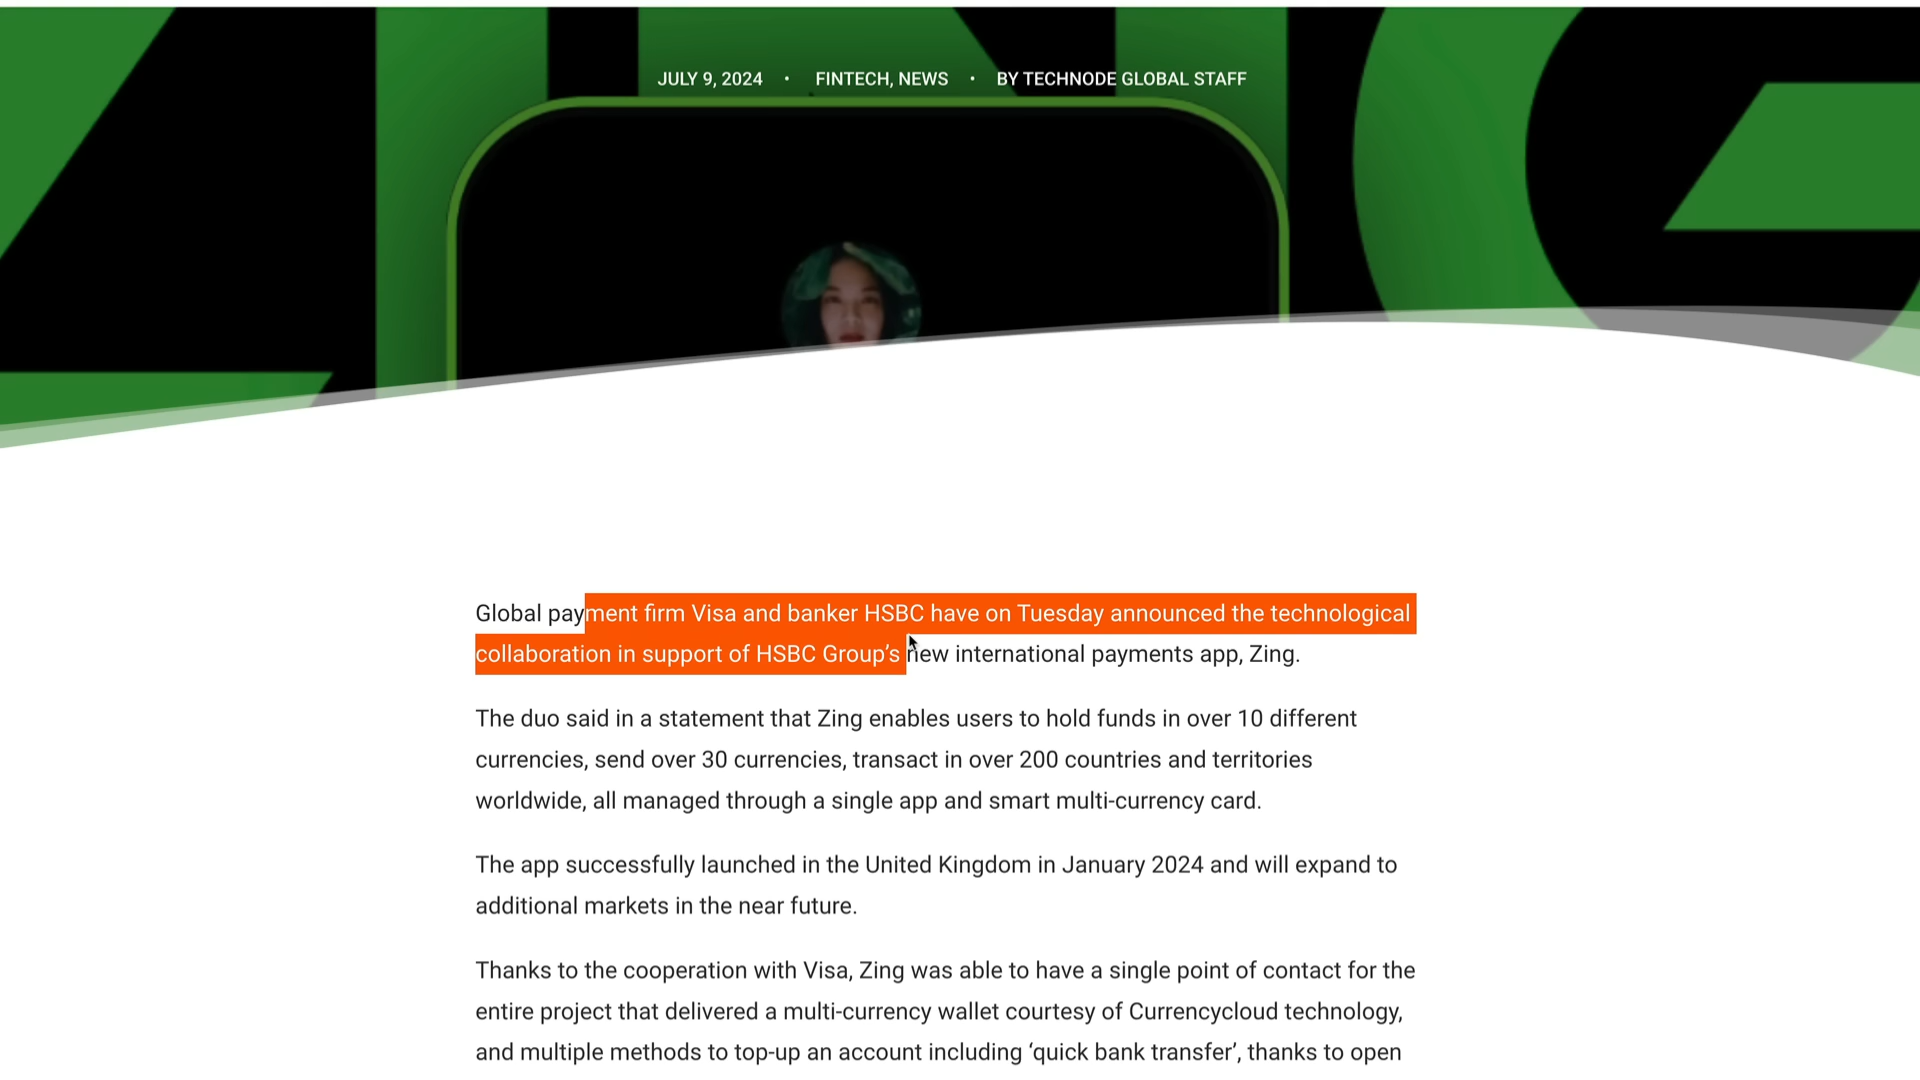 JULY 9, 2024 • FINTECH, NEWS • BY TECHNODE GLOBAL STAFF
Global payment firm Visa and banker HSBC have on Tuesday announced the technological
collaboration in support of HSBC Group’s new international payments app, Zing.
The duo said in a statement that Zing enables users to hold funds in over 10 different
currencies, send over 30 currencies, transact in over 200 countries and territories
worldwide, all managed through a single app and smart multi-currency card.
The app successfully launched in the United Kingdom in January 2024 and will expand to
additional markets in the near future.
Thanks to the cooperation with Visa, Zing was able to have a single point of contact for the
entire project that delivered a multi-currency wallet courtesy of Currencycloud technology,
and multiple methods to top-up an account including ‘quick bank transfer’, thanks to open